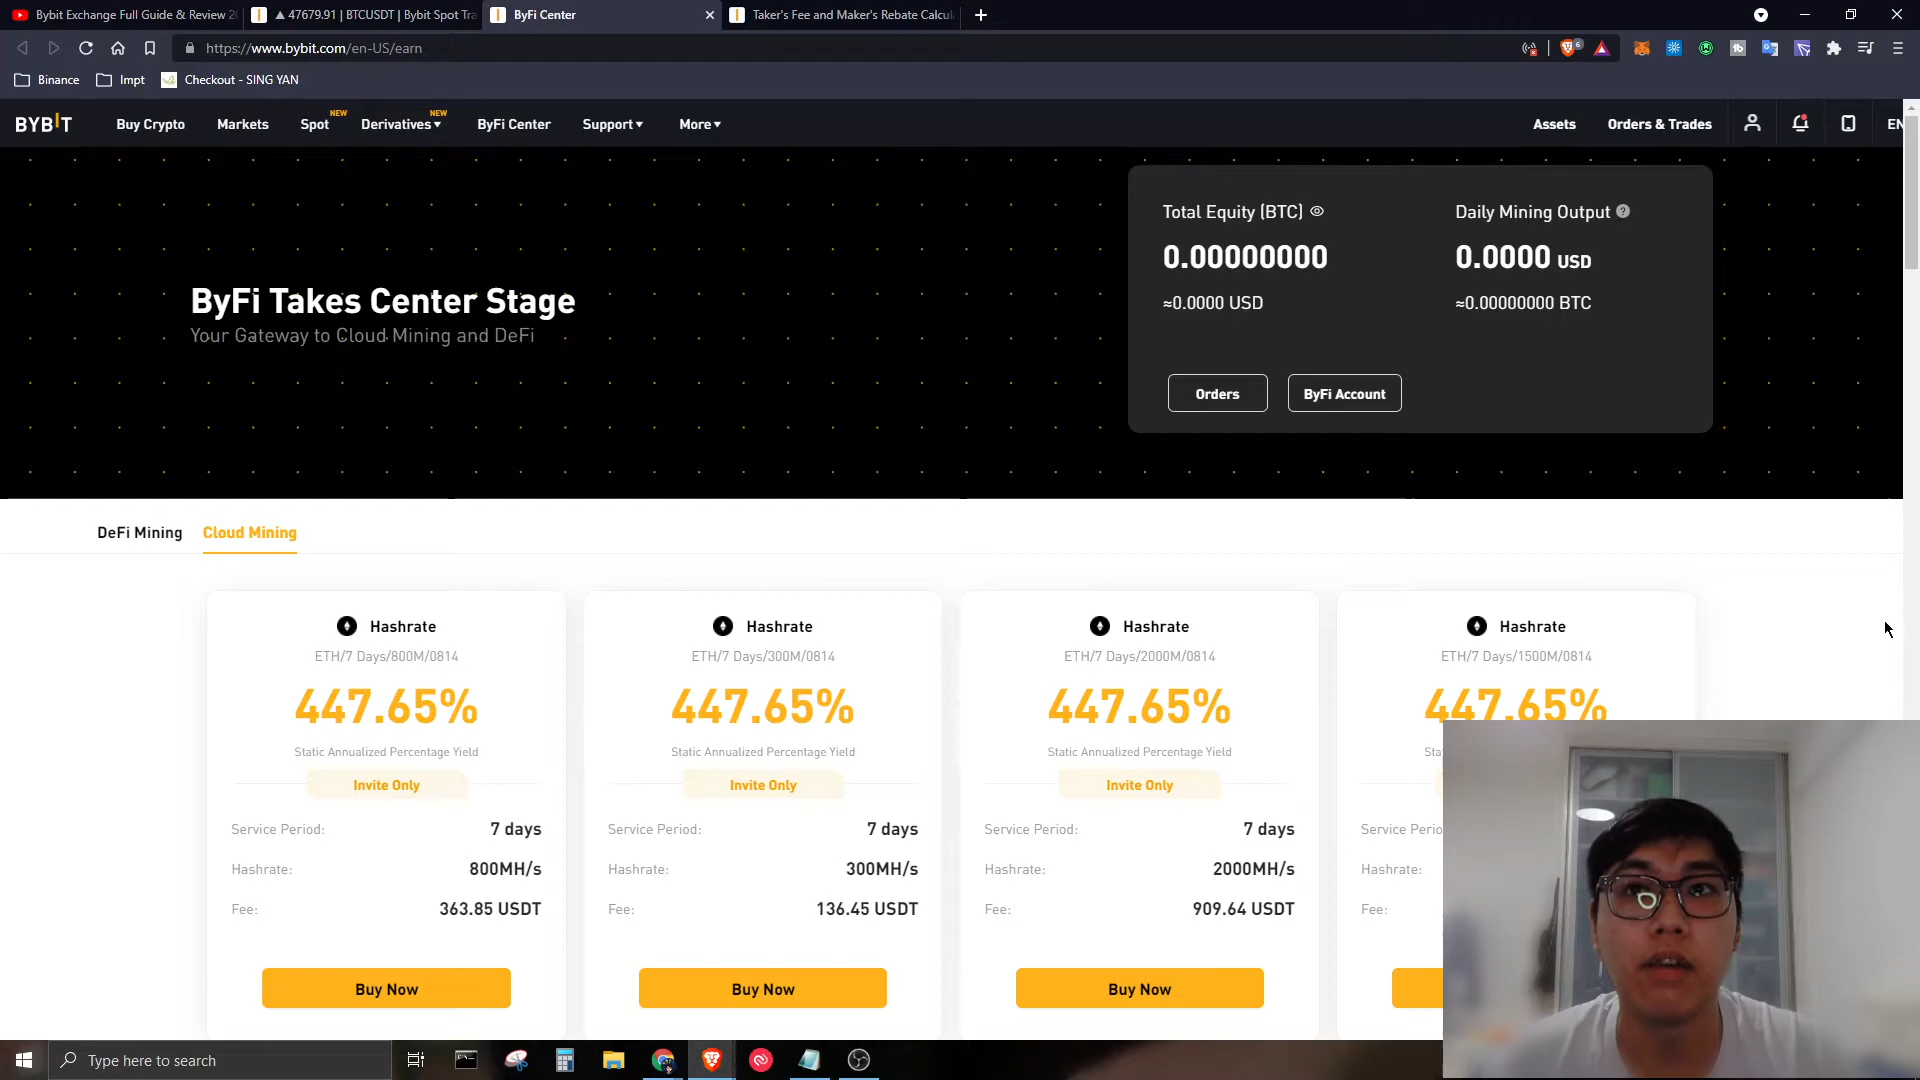 Bybit Exchange Full Guide & Review 20
▲ 47679.91 | BTCUSDT | Bybit Spot Tra
ByFi Center
Taker's Fee and Maker's Rebate Calcul
https://www.bybit.com/en-US/earn
Binance
Impt
Checkout - SING YAN
BYBIT
Buy Crypto
Markets
Spot NEW
Derivatives NEW
ByFi Center
Support
More
Assets
Orders & Trades
EN
ByFi Takes Center Stage
Your Gateway to Cloud Mining and DeFi
Total Equity (BTC)
0.00000000
≈0.0000 USD
Daily Mining Output
0.0000 USD
≈0.00000000 BTC
Orders
ByFi Account
DeFi Mining
Cloud Mining
Hashrate
ETH/7 Days/800M/0814
447.65%
Static Annualized Percentage Yield
Invite Only
Service Period: 7 days
Hashrate: 800MH/s
Fee: 363.85 USDT
Buy Now
Hashrate
ETH/7 Days/300M/0814
447.65%
Static Annualized Percentage Yield
Invite Only
Service Period: 7 days
Hashrate: 300MH/s
Fee: 136.45 USDT
Buy Now
Hashrate
ETH/7 Days/2000M/0814
447.65%
Static Annualized Percentage Yield
Invite Only
Service Period: 7 days
Hashrate: 2000MH/s
Fee: 909.64 USDT
Buy Now
Hashrate
ETH/7 Days/1500M/0814
447.65%
Sta
Service Perio
Hashrate:
Fee:
Type here to search